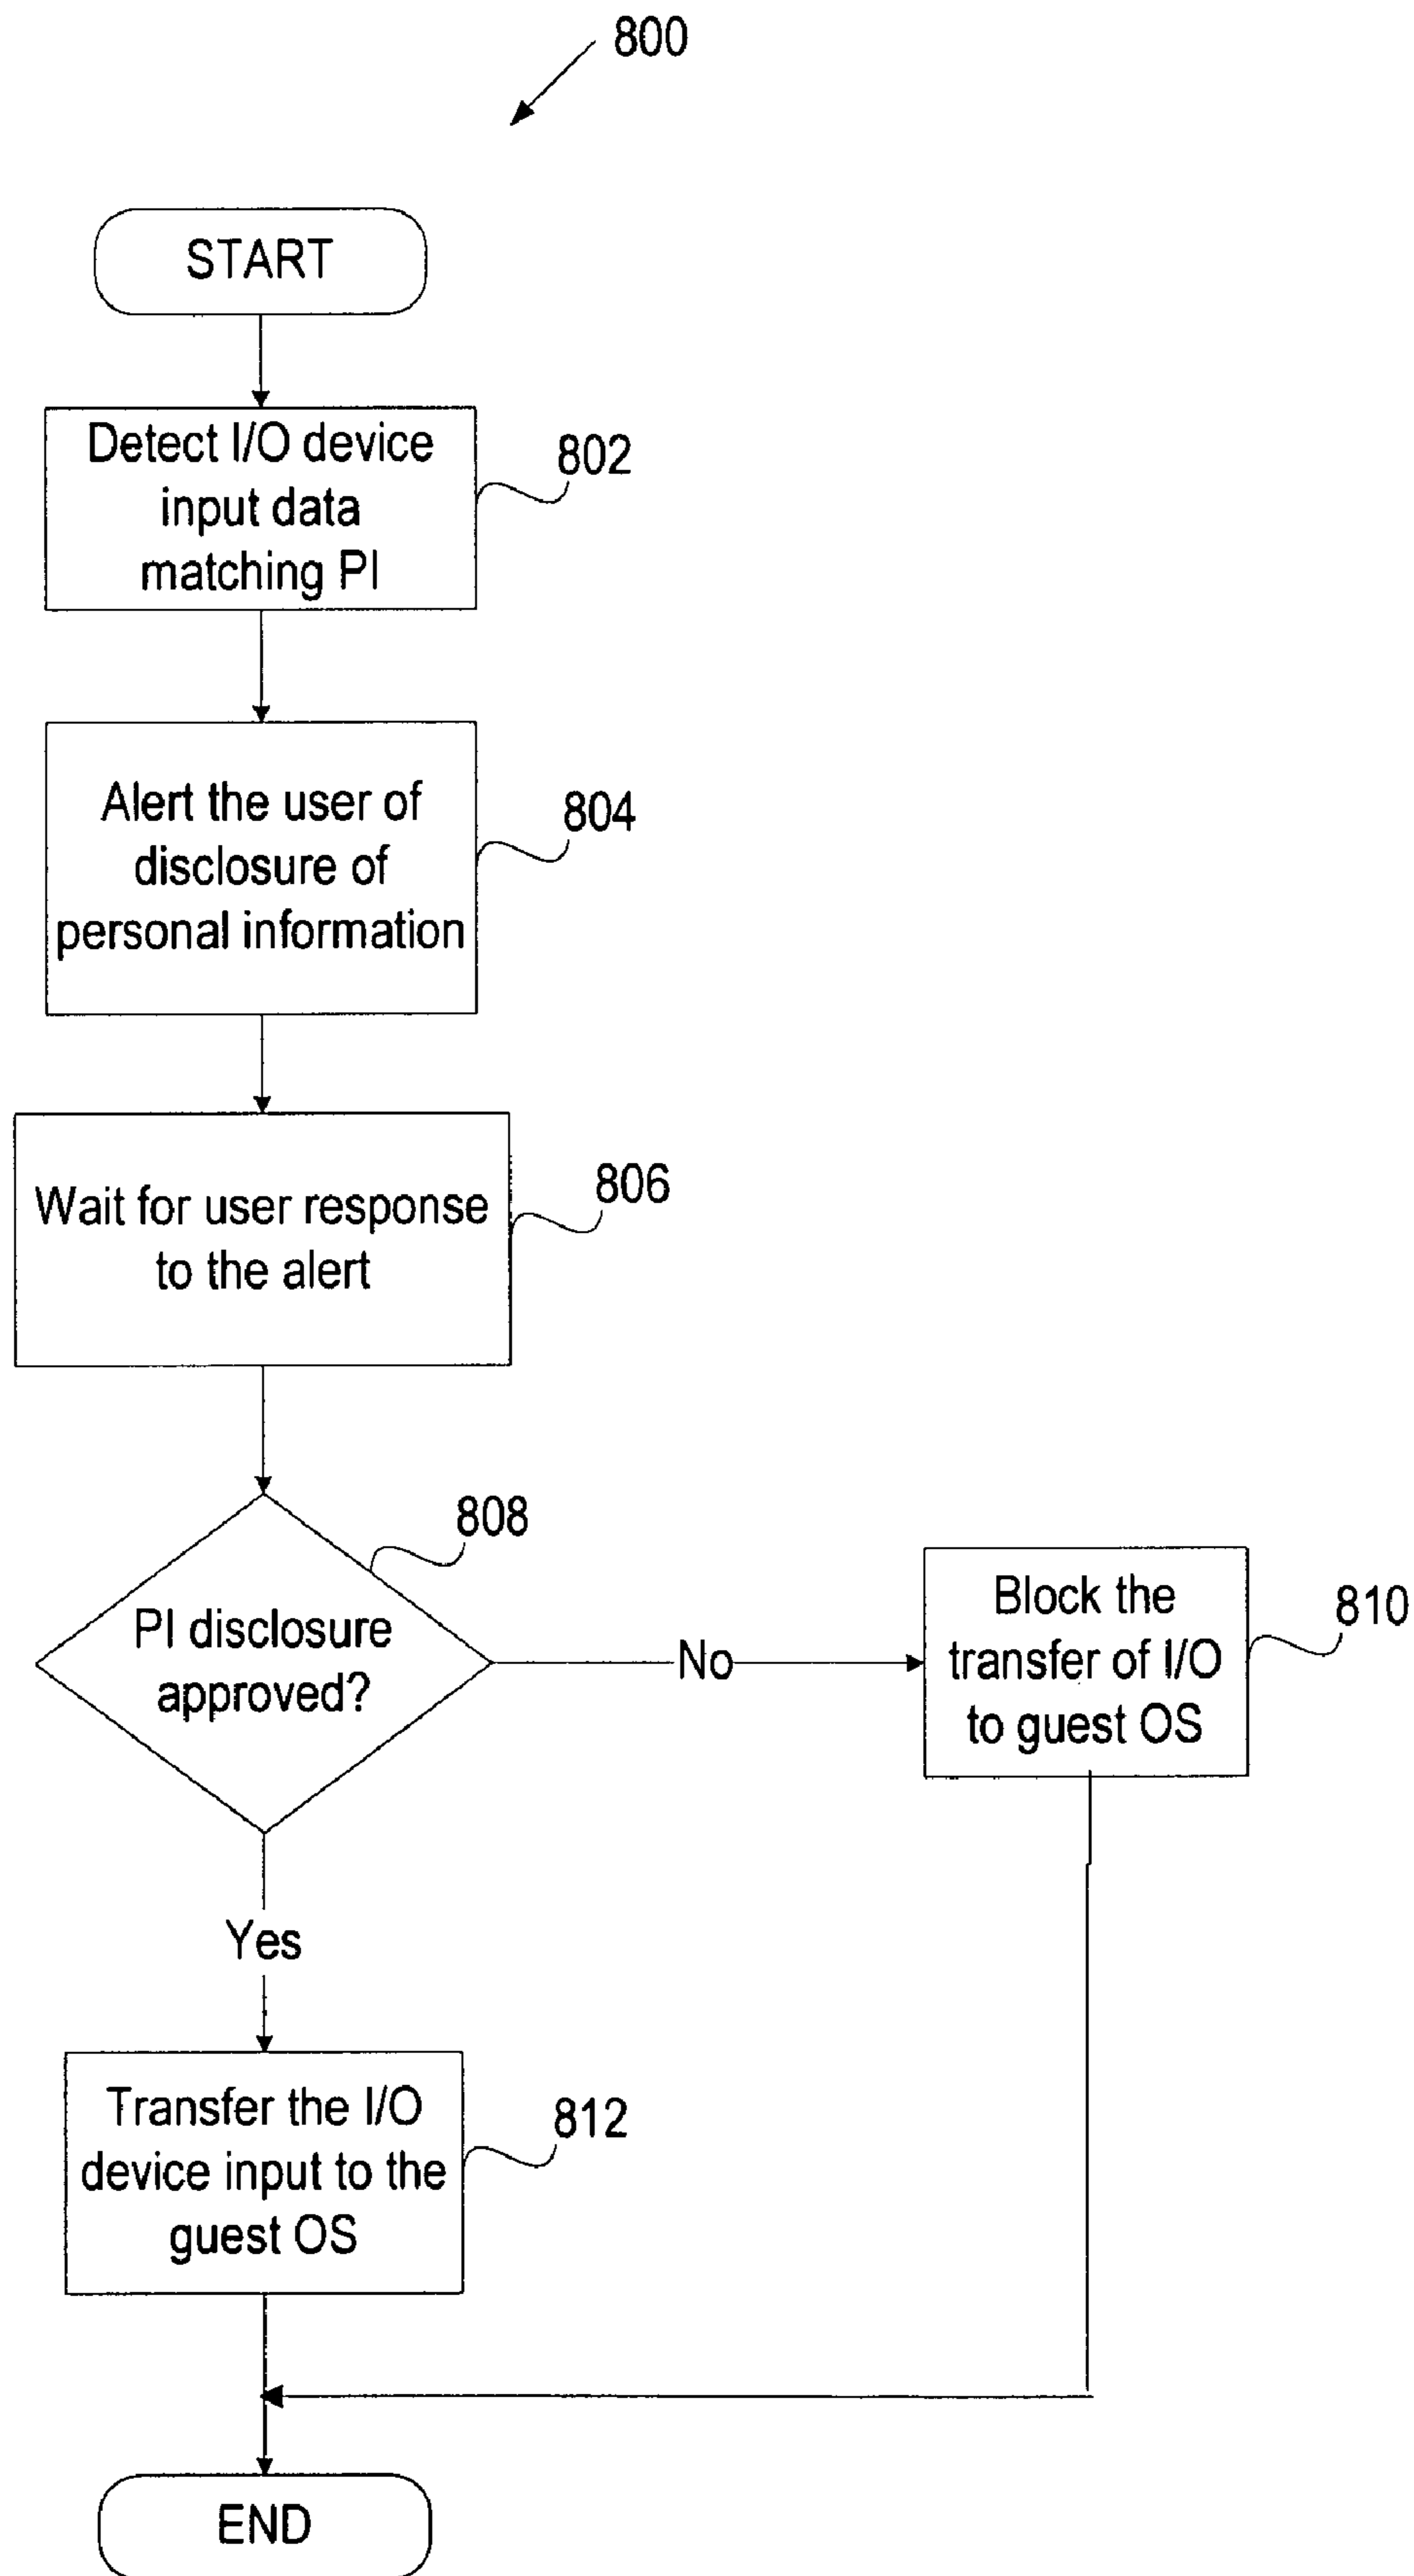 800
START
Detect I/O device
input data
matching PI
802
Alert the user of
disclosure of
personal information
804
Wait for user response
to the alert
806
808
PI disclosure
approved?
No
Block the
transfer of I/O
to guest OS
810
Yes
Transfer the I/O
device input to the
guest OS
812
END